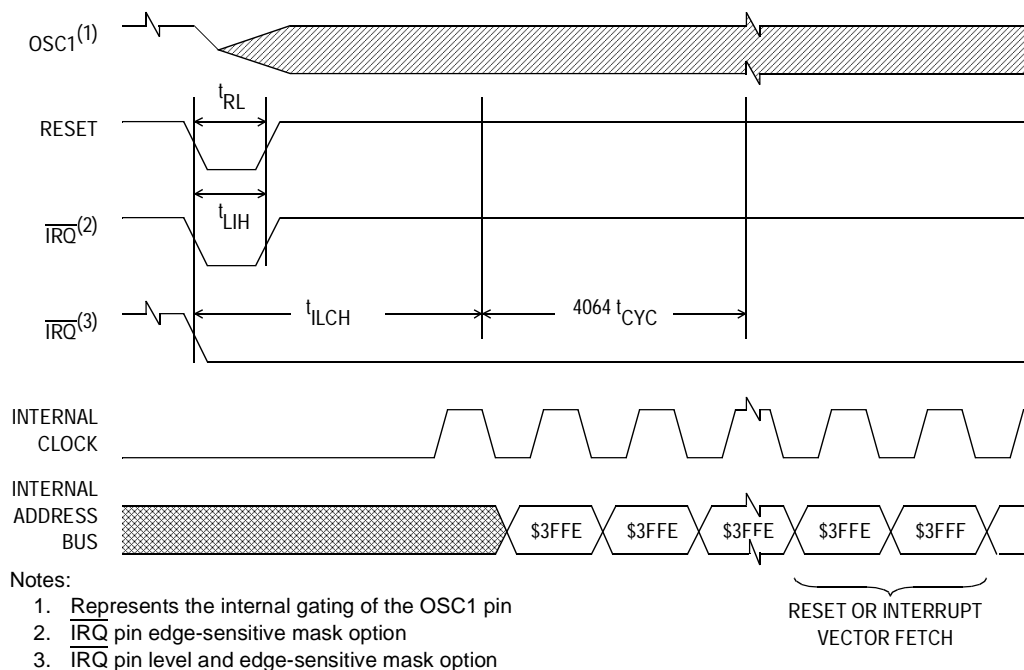 OSC1(1)
tRL
RESET
tLIH
IRQ(2)
tILCH
4064 tCYC
IRQ(3)
INTERNAL
CLOCK
INTERNAL
ADDRESS
BUS
$3FFE $3FFE $3FFE $3FFE $3FFF
RESET OR INTERRUPT
VECTOR FETCH
Notes:
1. Represents the internal gating of the OSC1 pin
2. IRQ pin edge-sensitive mask option
3. IRQ pin level and edge-sensitive mask option